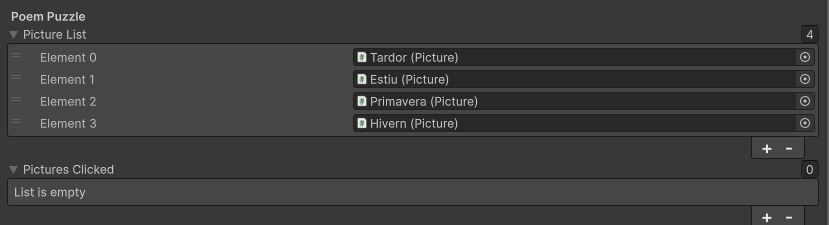 Poem Puzzle
Picture List 4
Element 0 Tardor (Picture)
Element 1 Estiu (Picture)
Element 2 Primavera (Picture)
Element 3 Hivern (Picture)
+ -
Pictures Clicked 0
List is empty
+ -